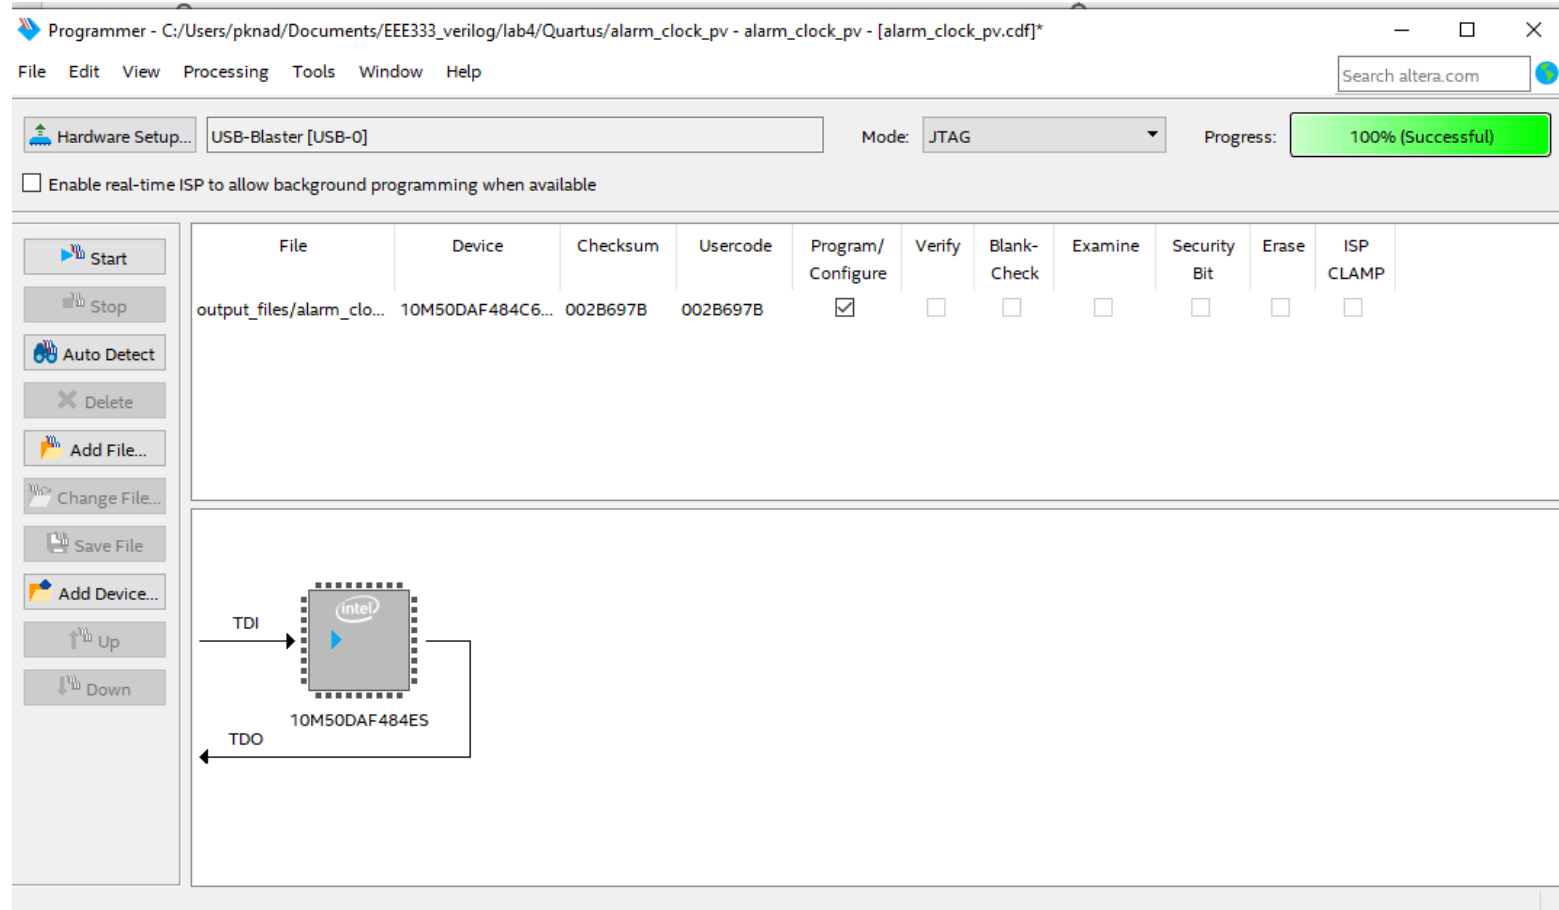 Programmer - C:/Users/pknad/Documents/EEE333_verilog/lab4/Quartus/alarm_clock_pv - alarm_clock_pv - [alarm_clock_pv.cdf]*
File Edit View Processing Tools Window Help
Search altera.com
Hardware Setup... USB-Blaster [USB-0] Mode: JTAG Progress: 100% (Successful)
Enable real-time ISP to allow background programming when available
Start
Stop
Auto Detect
Delete
Add File...
Change File...
Save File
Add Device...
Up
Down
File Device Checksum Usercode Program/ Verify Blank- Examine Security Erase ISP
Configure Check Bit CLAMP
output_files/alarm_clo... 10M50DAF484C6... 002B697B 002B697B
intel
TDI
10M50DAF484ES
TDO